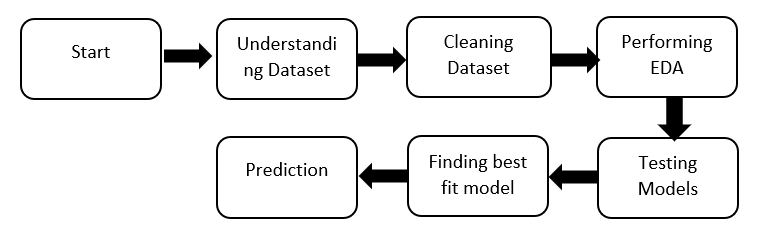 Start
Understandi
ng Dataset
Cleaning
Dataset
Performing
EDA
Testing
Models
Finding best
fit model
Prediction